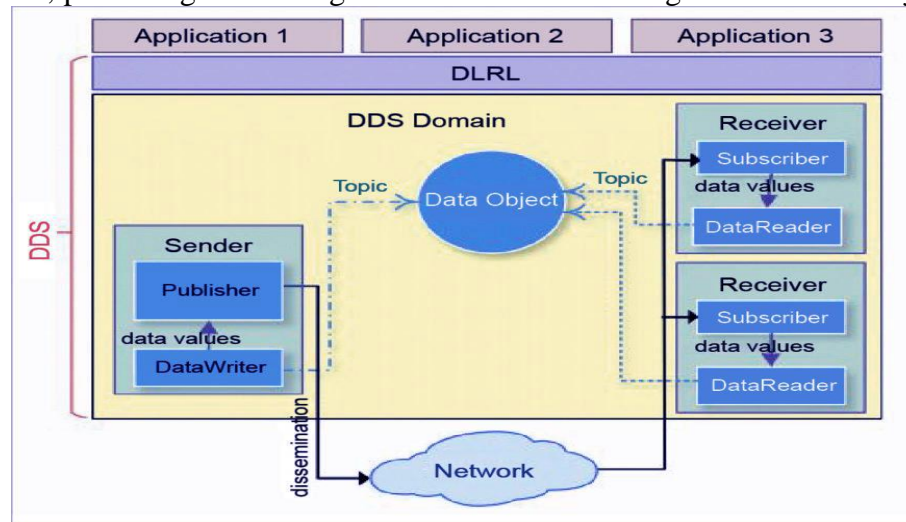 Application 1
Application 2
Application 3
DLRL
DDS
DDS Domain
Receiver
Subscriber
data values
DataReader
Topic
Data Object
Topic
Sender
Publisher
data values
DataWriter
Receiver
Subscriber
data values
DataReader
dissemination
Network